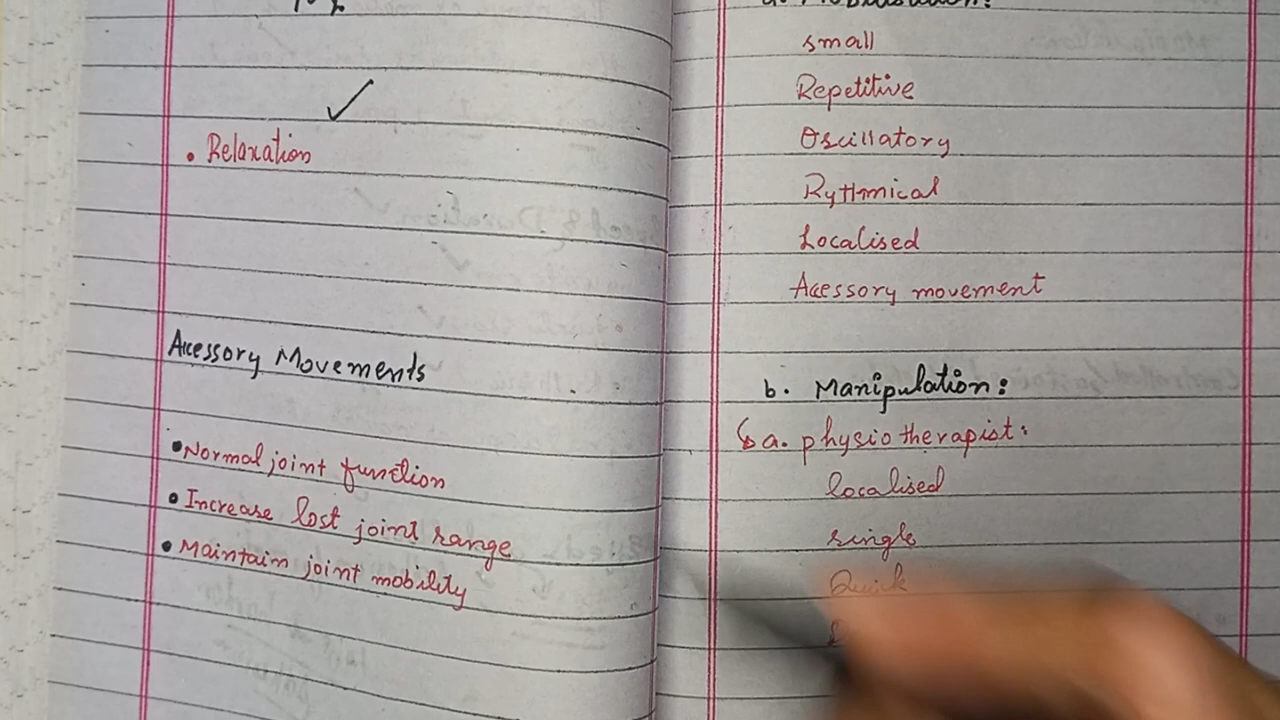 • Relaxation
Accessory Movements
• Normal joint function
• Increase lost joint range
• Maintain joint mobility
small
Repetitive
Oscillatory
Rythmical
Localised
Acessory movement
b. Manipulation:
a. physiotherapist:
localised
single
Quick